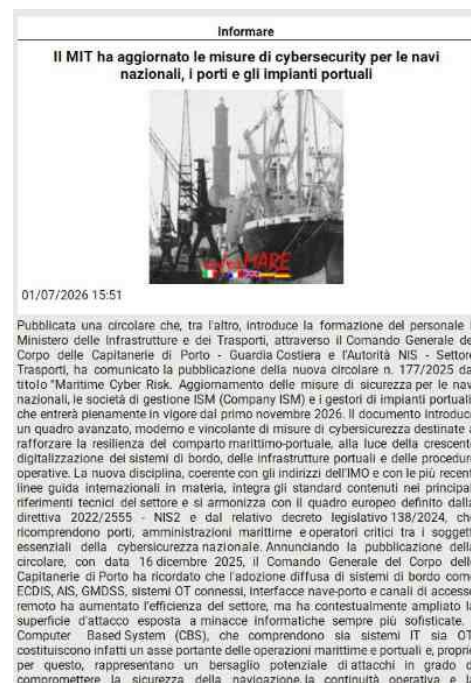 Informare
Il MIT ha aggiornato le misure di cybersecurity per le navi
nazionali, i porti e gli impianti portuali
inforMARE
01/07/2026 15:51
Pubblicata una circolare che, tra l'altro, introduce la formazione del personale
Ministero delle Infrastrutture e dei Trasporti, attraverso il Comando Generale de
Corpo delle Capitanerie di Porto - Guardia Costiera e l'Autorità NIS - Settore
Trasporti, ha comunicato la pubblicazione della nuova circolare n. 177/2025 da
titolo "Maritime Cyber Risk. Aggiornamento delle misure di sicurezza per le navi
nazionali, le società di gestione ISM (Company ISM) e i gestori di impianti portuali
che entrerà pienamente in vigore dal primo novembre 2026. Il documento introduce
un quadro avanzato, moderno e vincolante di misure di cybersicurezza destinate a
rafforzare la resilienza del comparto marittimo-portuale, alla luce della crescente
digitalizzazione dei sistemi di bordo, delle infrastrutture portuali e delle procedure
operative. La nuova disciplina, coerente con gli indirizzi dell'IMO e con le più recenti
linee guida internazionali in materia, integra gli standard contenuti nei principal
riferimenti tecnici del settore e si armonizza con il quadro europeo definito dalla
direttiva 2022/2555 - NIS2 e dal relativo decreto legislativo 138/2024, che
ricomprendono porti, amministrazioni marittime e operatori critici tra i soggett
essenziali della cybersicurezza nazionale. Annunciando la pubblicazione della
circolare, con data 16 dicembre 2025, il Comando Generale del Corpo delle
Capitanerie di Porto ha ricordato che l'adozione diffusa di sistemi di bordo come
ECDIS, AIS, GMDSS, sistemi OT connessi, interfacce nave-porto e canali di accesso
remoto ha aumentato l'efficienza del settore, ma ha contestualmente ampliato la
superficie d'attacco esposta a minacce informatiche sempre più sofisticate. I
Computer Based System (CBS), che comprendono sia sistemi IT sia OT,
costituiscono infatti un asse portante delle operazioni marittime e portuali e, proprio
per questo, rappresentano un bersaglio potenziale di attacchi in grado di
compromettere la sicurezza della navigazione, la continuità operativa e la